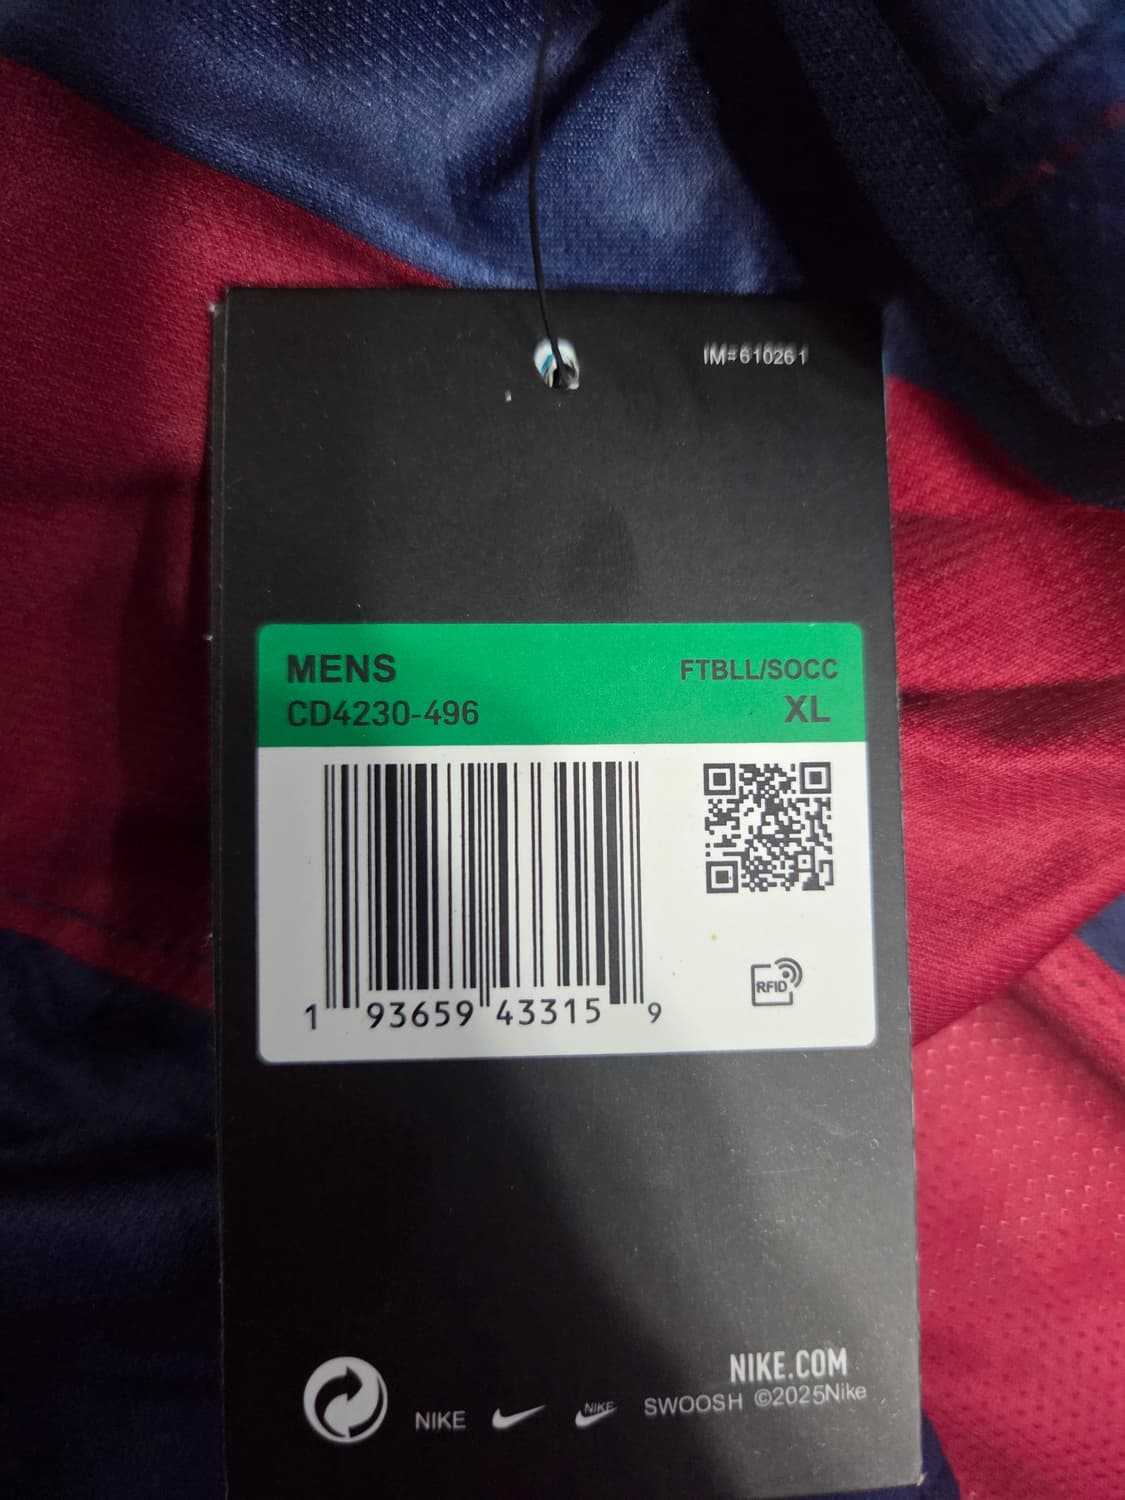 IM#610261
MENS FTBLL/SOCC
CD4230-496 XL
1 93659 43315 9
RFID
NIKE.COM
NIKE NIKE SWOOSH ©2025Nike